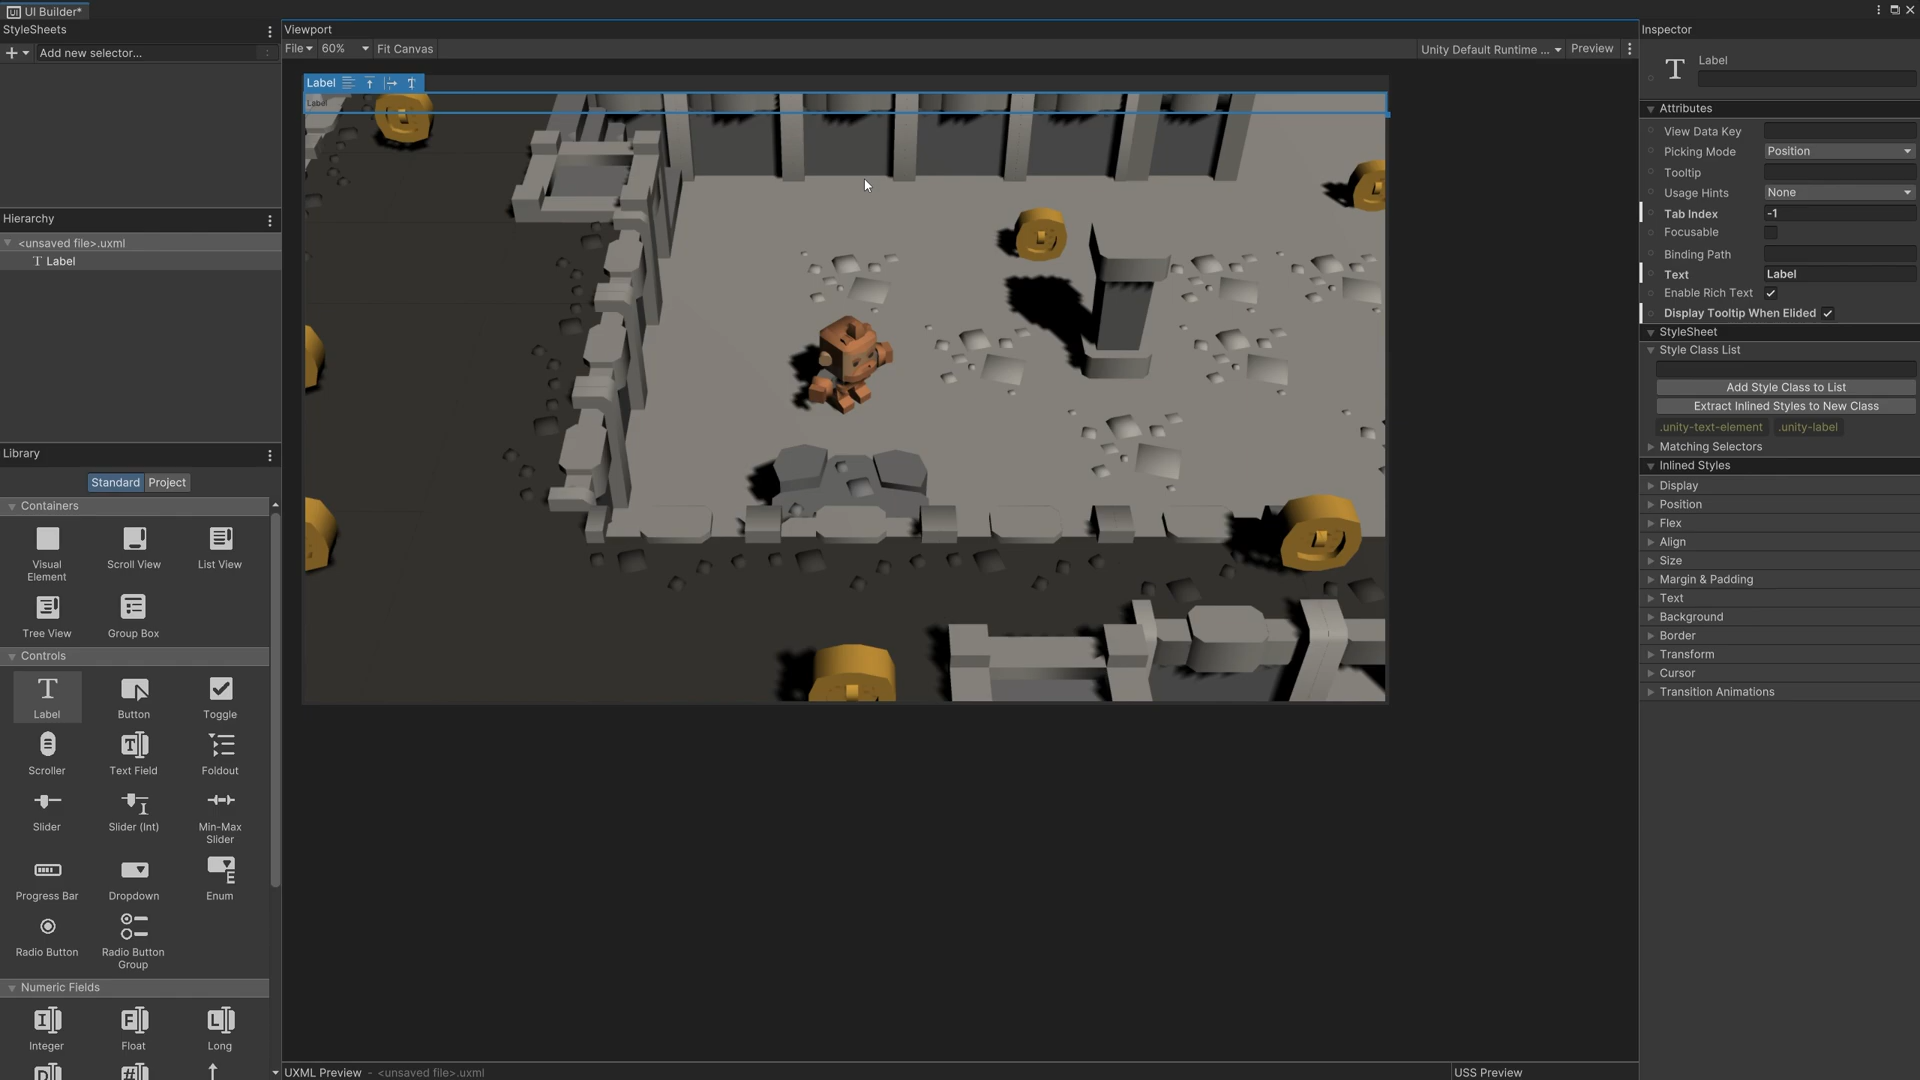 UI Builder*
StyleSheets
Add new selector...
Hierarchy
<unsaved file>.uxml
Label
Library
Standard Project
Containers
Visual Element
Scroll View
List View
Tree View
Group Box
Controls
Label
Button
Toggle
Scroller
Text Field
Foldout
Slider
Slider (Int)
Min-Max Slider
Progress Bar
Dropdown
Enum
Radio Button
Radio Button Group
Numeric Fields
Integer
Float
Long
Viewport
File 60% Fit Canvas
Unity Default Runtime ... Preview
Label
Label
UXML Preview - <unsaved file>.uxml
USS Preview
Inspector
Label
Attributes
View Data Key
Picking Mode Position
Tooltip
Usage Hints None
Tab Index -1
Focusable
Binding Path
Text Label
Enable Rich Text
Display Tooltip When Elided
StyleSheet
Style Class List
Add Style Class to List
Extract Inlined Styles to New Class
.unity-text-element .unity-label
Matching Selectors
Inlined Styles
Display
Position
Flex
Align
Size
Margin & Padding
Text
Background
Border
Transform
Cursor
Transition Animations